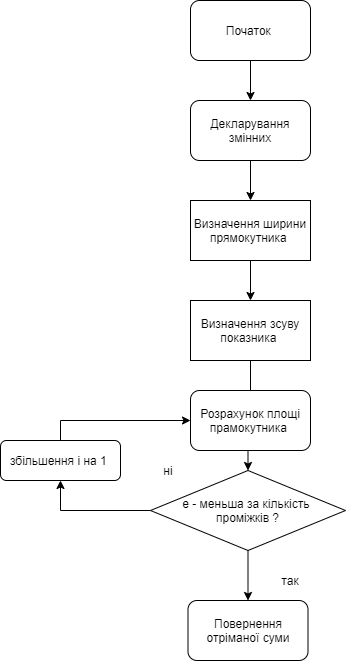 Початок
Декларування
змінних
Визначення ширини
прямокутника
Визначення зсуву
показника
Розрахунок площі
прамокутника
збільшення і на 1
ні
е - меньша за кількість
проміжків ?
так
Повернення
отріманої суми